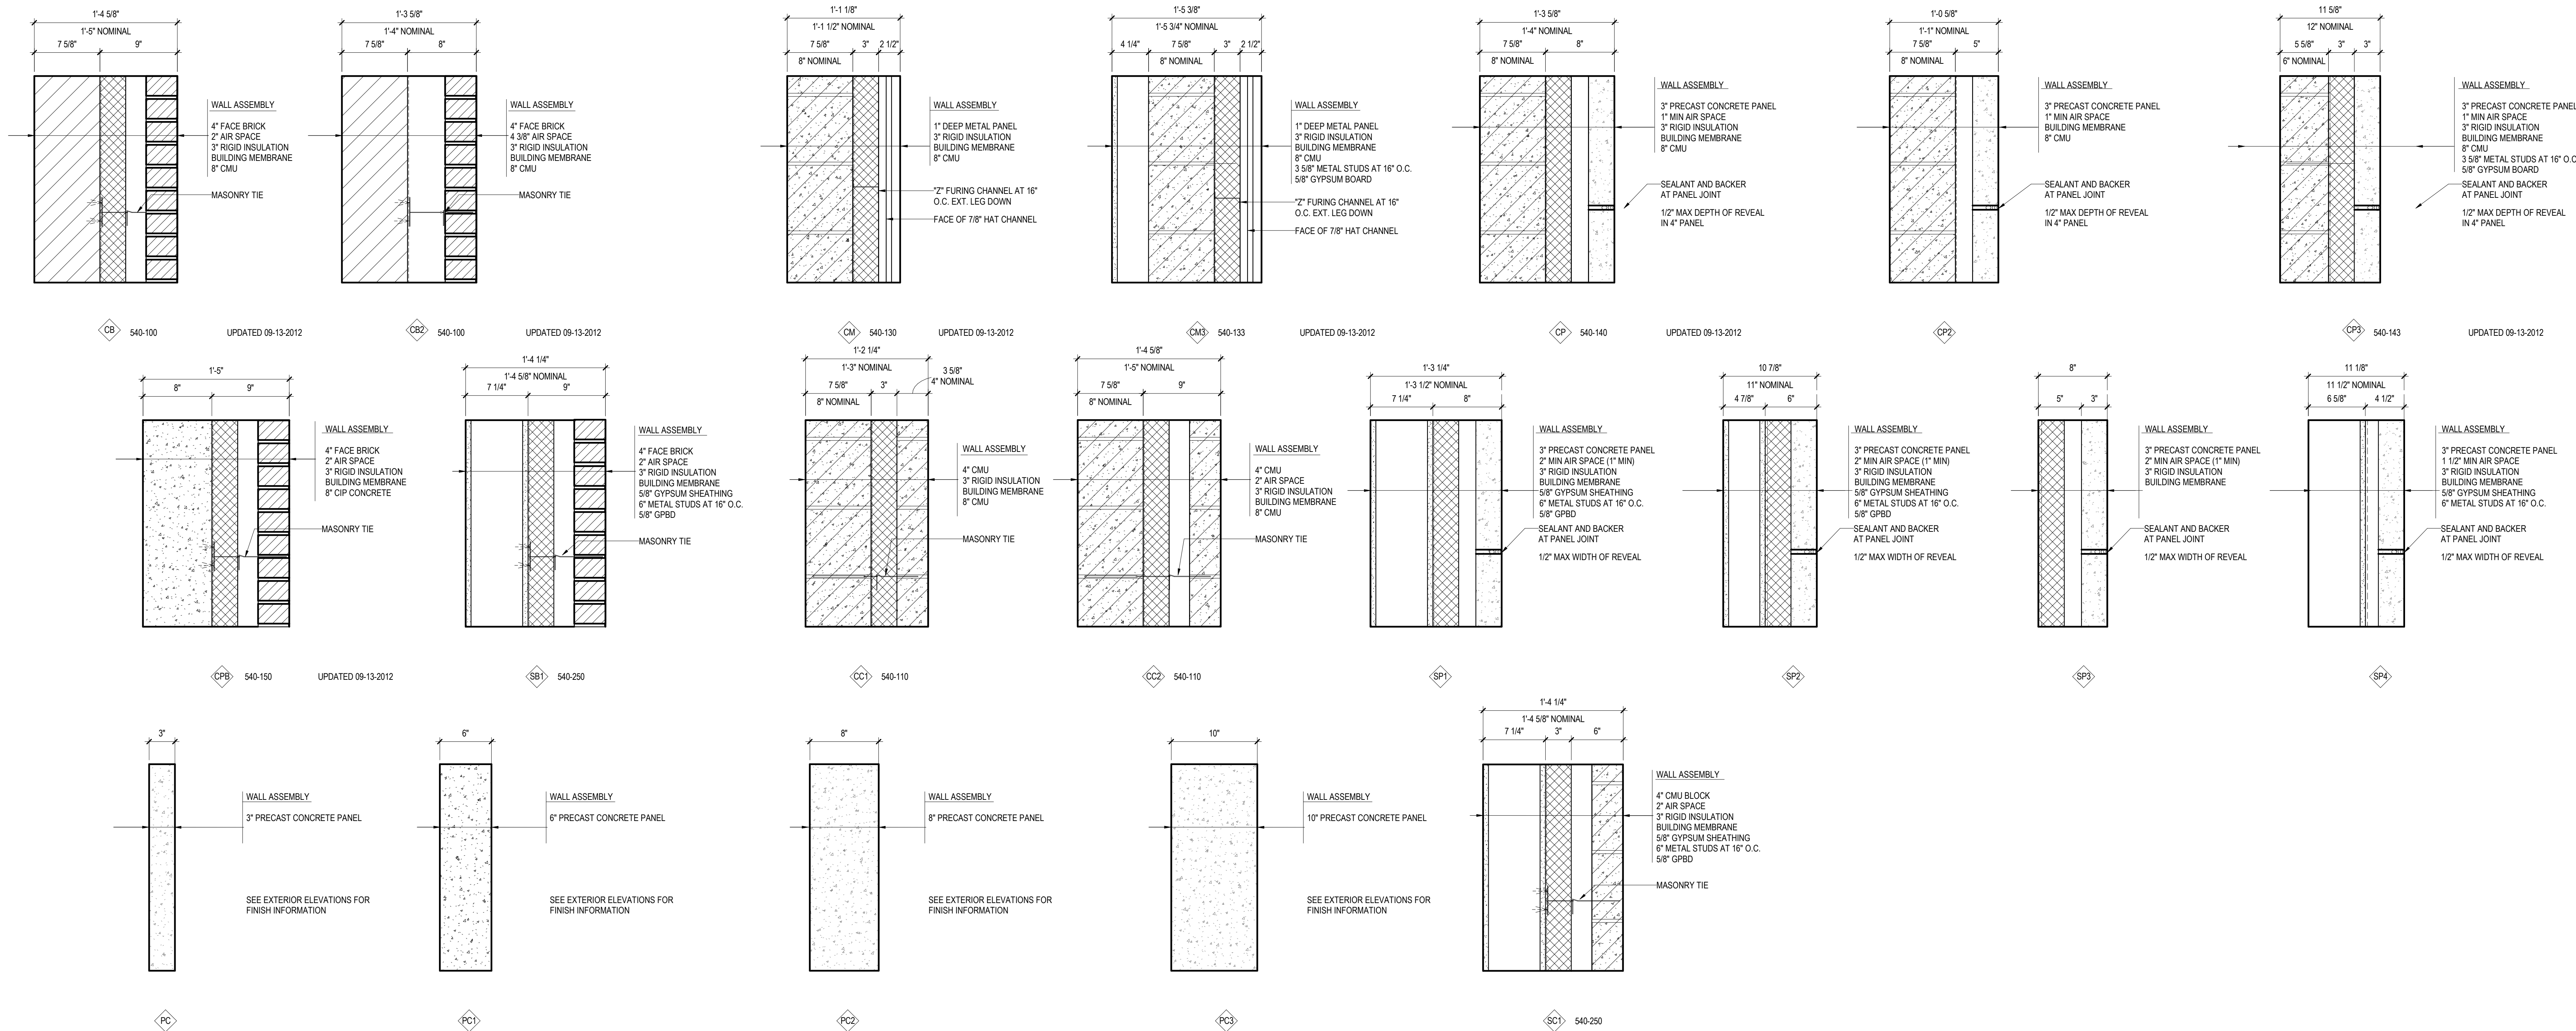 1'-4 5/8"
1'-5" NOMINAL
7 5/8" 9"
WALL ASSEMBLY
4" FACE BRICK
2" AIR SPACE
3" RIGID INSULATION
BUILDING MEMBRANE
8" CMU
MASONRY TIE
CB 540-100 UPDATED 09-13-2012
1'-3 5/8"
1'-4" NOMINAL
7 5/8" 8"
WALL ASSEMBLY
4" FACE BRICK
4 3/8" AIR SPACE
3" RIGID INSULATION
BUILDING MEMBRANE
8" CMU
MASONRY TIE
CB2 540-100 UPDATED 09-13-2012
1'-1 1/8"
1'-1 1/2" NOMINAL
7 5/8" 3" 2 1/2"
8" NOMINAL
WALL ASSEMBLY
1" DEEP METAL PANEL
3" RIGID INSULATION
BUILDING MEMBRANE
8" CMU
"Z" FURING CHANNEL AT 16"
O.C. EXT. LEG DOWN
FACE OF 7/8" HAT CHANNEL
CM 540-130 UPDATED 09-13-2012
1'-5 3/8"
1'-5 3/4" NOMINAL
4 1/4" 7 5/8" 3" 2 1/2"
8" NOMINAL
WALL ASSEMBLY
1" DEEP METAL PANEL
3" RIGID INSULATION
BUILDING MEMBRANE
8" CMU
3 5/8" METAL STUDS AT 16" O.C.
5/8" GYPSUM BOARD
"Z" FURING CHANNEL AT 16"
O.C. EXT. LEG DOWN
FACE OF 7/8" HAT CHANNEL
CM3 540-133 UPDATED 09-13-2012
1'-3 5/8"
1'-4" NOMINAL
7 5/8" 8"
8" NOMINAL
WALL ASSEMBLY
3" PRECAST CONCRETE PANEL
1" MIN AIR SPACE
3" RIGID INSULATION
BUILDING MEMBRANE
8" CMU
SEALANT AND BACKER
AT PANEL JOINT
1/2" MAX DEPTH OF REVEAL
IN 4" PANEL
CP 540-140 UPDATED 09-13-2012
1'-0 5/8"
1'-1" NOMINAL
7 5/8" 5"
8" NOMINAL
WALL ASSEMBLY
3" PRECAST CONCRETE PANEL
1" MIN AIR SPACE
BUILDING MEMBRANE
8" CMU
SEALANT AND BACKER
AT PANEL JOINT
1/2" MAX DEPTH OF REVEAL
IN 4" PANEL
CP2
11 5/8"
12" NOMINAL
5 5/8" 3" 3"
6" NOMINAL
WALL ASSEMBLY
3" PRECAST CONCRETE PANEL
1" MIN AIR SPACE
3" RIGID INSULATION
BUILDING MEMBRANE
8" CMU
3 5/8" METAL STUDS AT 16" O.C
5/8" GYPSUM BOARD
SEALANT AND BACKER
AT PANEL JOINT
1/2" MAX DEPTH OF REVEAL
IN 4" PANEL
CP3 540-143 UPDATED 09-13-2012
1'-5"
8" 9"
WALL ASSEMBLY
4" FACE BRICK
2" AIR SPACE
3" RIGID INSULATION
BUILDING MEMBRANE
8" CIP CONCRETE
MASONRY TIE
CPB 540-150 UPDATED 09-13-2012
1'-4 1/4"
1'-4 5/8" NOMINAL
7 1/4" 9"
WALL ASSEMBLY
4" FACE BRICK
2" AIR SPACE
3" RIGID INSULATION
BUILDING MEMBRANE
5/8" GYPSUM SHEATHING
6" METAL STUDS AT 16" O.C.
5/8" GPBD
MASONRY TIE
SB1 540-250
1'-2 1/4"
1'-3" NOMINAL
3 5/8"
4" NOMINAL
7 5/8" 3"
8" NOMINAL
WALL ASSEMBLY
4" CMU
3" RIGID INSULATION
BUILDING MEMBRANE
8" CMU
MASONRY TIE
CC1 540-110
1'-4 5/8"
1'-5" NOMINAL
7 5/8" 9"
8" NOMINAL
WALL ASSEMBLY
4" CMU
2" AIR SPACE
3" RIGID INSULATION
BUILDING MEMBRANE
8" CMU
MASONRY TIE
CC2 540-110
1'-3 1/4"
1'-3 1/2" NOMINAL
7 1/4" 8"
WALL ASSEMBLY
3" PRECAST CONCRETE PANEL
2" MIN AIR SPACE (1" MIN)
3" RIGID INSULATION
BUILDING MEMBRANE
5/8" GYPSUM SHEATHING
6" METAL STUDS AT 16" O.C.
5/8" GPBD
SEALANT AND BACKER
AT PANEL JOINT
1/2" MAX WIDTH OF REVEAL
SP1
10 7/8"
11" NOMINAL
4 7/8" 6"
WALL ASSEMBLY
3" PRECAST CONCRETE PANEL
2" MIN AIR SPACE (1" MIN)
3" RIGID INSULATION
BUILDING MEMBRANE
5/8" GYPSUM SHEATHING
6" METAL STUDS AT 16" O.C.
5/8" GPBD
SEALANT AND BACKER
AT PANEL JOINT
1/2" MAX WIDTH OF REVEAL
SP2
8"
5" 3"
WALL ASSEMBLY
3" PRECAST CONCRETE PANEL
2" MIN AIR SPACE (1" MIN)
3" RIGID INSULATION
BUILDING MEMBRANE
SEALANT AND BACKER
AT PANEL JOINT
1/2" MAX WIDTH OF REVEAL
SP3
11 1/8"
11 1/2" NOMINAL
6 5/8" 4 1/2"
WALL ASSEMBLY
3" PRECAST CONCRETE PANEL
1 1/2" MIN AIR SPACE
3" RIGID INSULATION
BUILDING MEMBRANE
5/8" GYPSUM SHEATHING
6" METAL STUDS AT 16" O.C.
SEALANT AND BACKER
AT PANEL JOINT
1/2" MAX WIDTH OF REVEAL
SP4
3"
WALL ASSEMBLY
3" PRECAST CONCRETE PANEL
SEE EXTERIOR ELEVATIONS FOR
FINISH INFORMATION
PC
6"
WALL ASSEMBLY
6" PRECAST CONCRETE PANEL
SEE EXTERIOR ELEVATIONS FOR
FINISH INFORMATION
PC1
8"
WALL ASSEMBLY
8" PRECAST CONCRETE PANEL
SEE EXTERIOR ELEVATIONS FOR
FINISH INFORMATION
PC2
10"
WALL ASSEMBLY
10" PRECAST CONCRETE PANEL
SEE EXTERIOR ELEVATIONS FOR
FINISH INFORMATION
PC3
1'-4 1/4"
1'-4 5/8" NOMINAL
7 1/4" 3" 6"
WALL ASSEMBLY
4" CMU BLOCK
2" AIR SPACE
3" RIGID INSULATION
BUILDING MEMBRANE
5/8" GYPSUM SHEATHING
6" METAL STUDS AT 16" O.C.
5/8" GPBD
MASONRY TIE
SC1 540-250